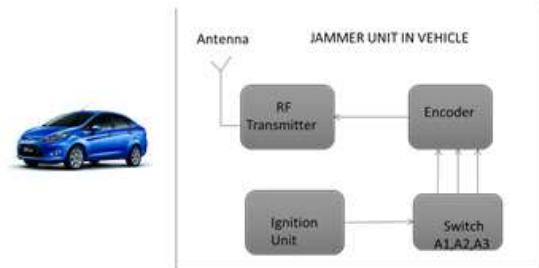 Antenna
JAMMER UNIT IN VEHICLE
RF
Transmitter
Encoder
Ignition
Unit
Switch
A1,A2,A3